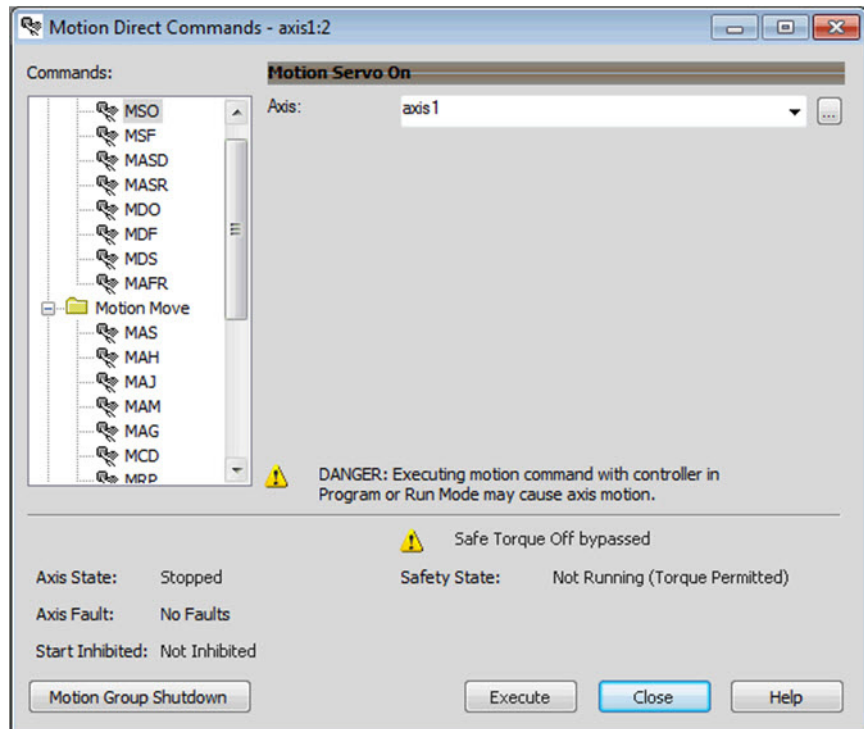 Motion Direct Commands - axis1:2
Commands:
Motion Servo On
MSO
MSF
MASD
MASR
MDO
MDF
MDS
MAFR
Motion Move
MAS
MAH
MAJ
MAM
MAG
MCD
MRP
Axis:
axis1
...
DANGER: Executing motion command with controller in
Program or Run Mode may cause axis motion.
Safe Torque Off bypassed
Axis State: Stopped
Safety State: Not Running (Torque Permitted)
Axis Fault: No Faults
Start Inhibited: Not Inhibited
Motion Group Shutdown
Execute
Close
Help